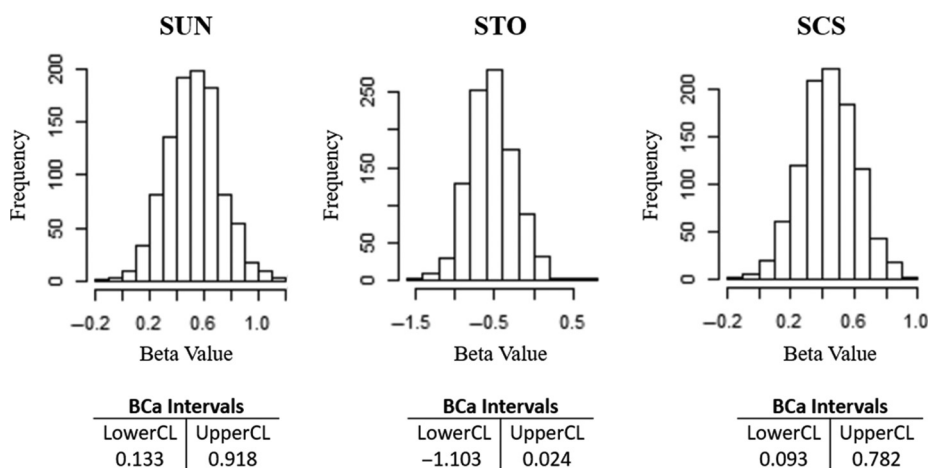 SUN STO SCS
200
150
100
50
0
Frequency
−0.2 0.2 0.6 1.0
Beta Value
250
150
50
0
Frequency
−1.5 −0.5 0.5
Beta Value
200
150
100
50
0
Frequency
−0.2 0.2 0.6 1.0
Beta Value
BCa Intervals
LowerCL UpperCL
0.133 0.918
BCa Intervals
LowerCL UpperCL
−1.103 0.024
BCa Intervals
LowerCL UpperCL
0.093 0.782